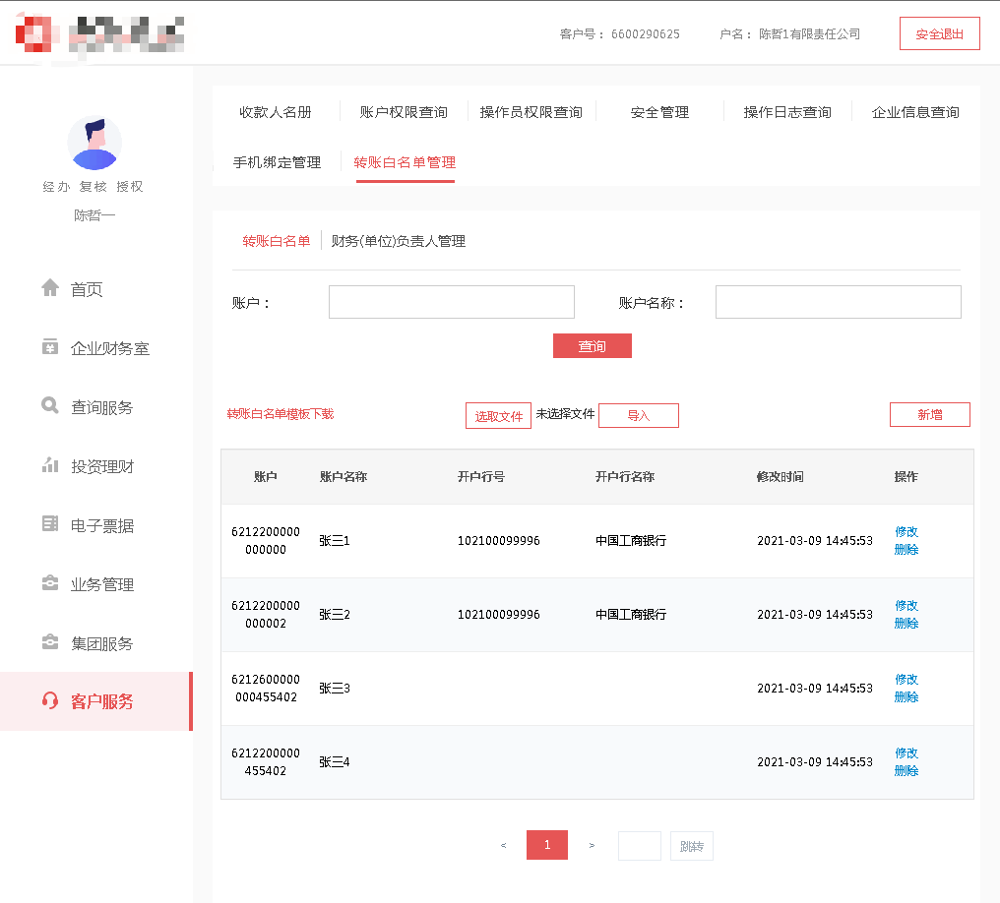 客户号： 6600290625 户名： 陈哲1有限责任公司 安全退出
经办 复核 授权
陈哲一
首页
企业财务室
查询服务
投资理财
电子票据
业务管理
集团服务
客户服务
收款人名册 账户权限查询 操作员权限查询 安全管理 操作日志查询 企业信息查询
手机绑定管理 转账白名单管理
转账白名单 财务(单位)负责人管理
账户： 账户名称：
查询
转账白名单模板下载 选取文件 未选择文件 导入 新增
账户 账户名称 开户行号 开户行名称 修改时间 操作
6212200000
000000 张三1 102100099996 中国工商银行 2021-03-09 14:45:53 修改
删除
6212200000
000002 张三2 102100099996 中国工商银行 2021-03-09 14:45:53 修改
删除
6212600000
000455402 张三3 2021-03-09 14:45:53 修改
删除
6212200000
455402 张三4 2021-03-09 14:45:53 修改
删除
< 1 > 跳转